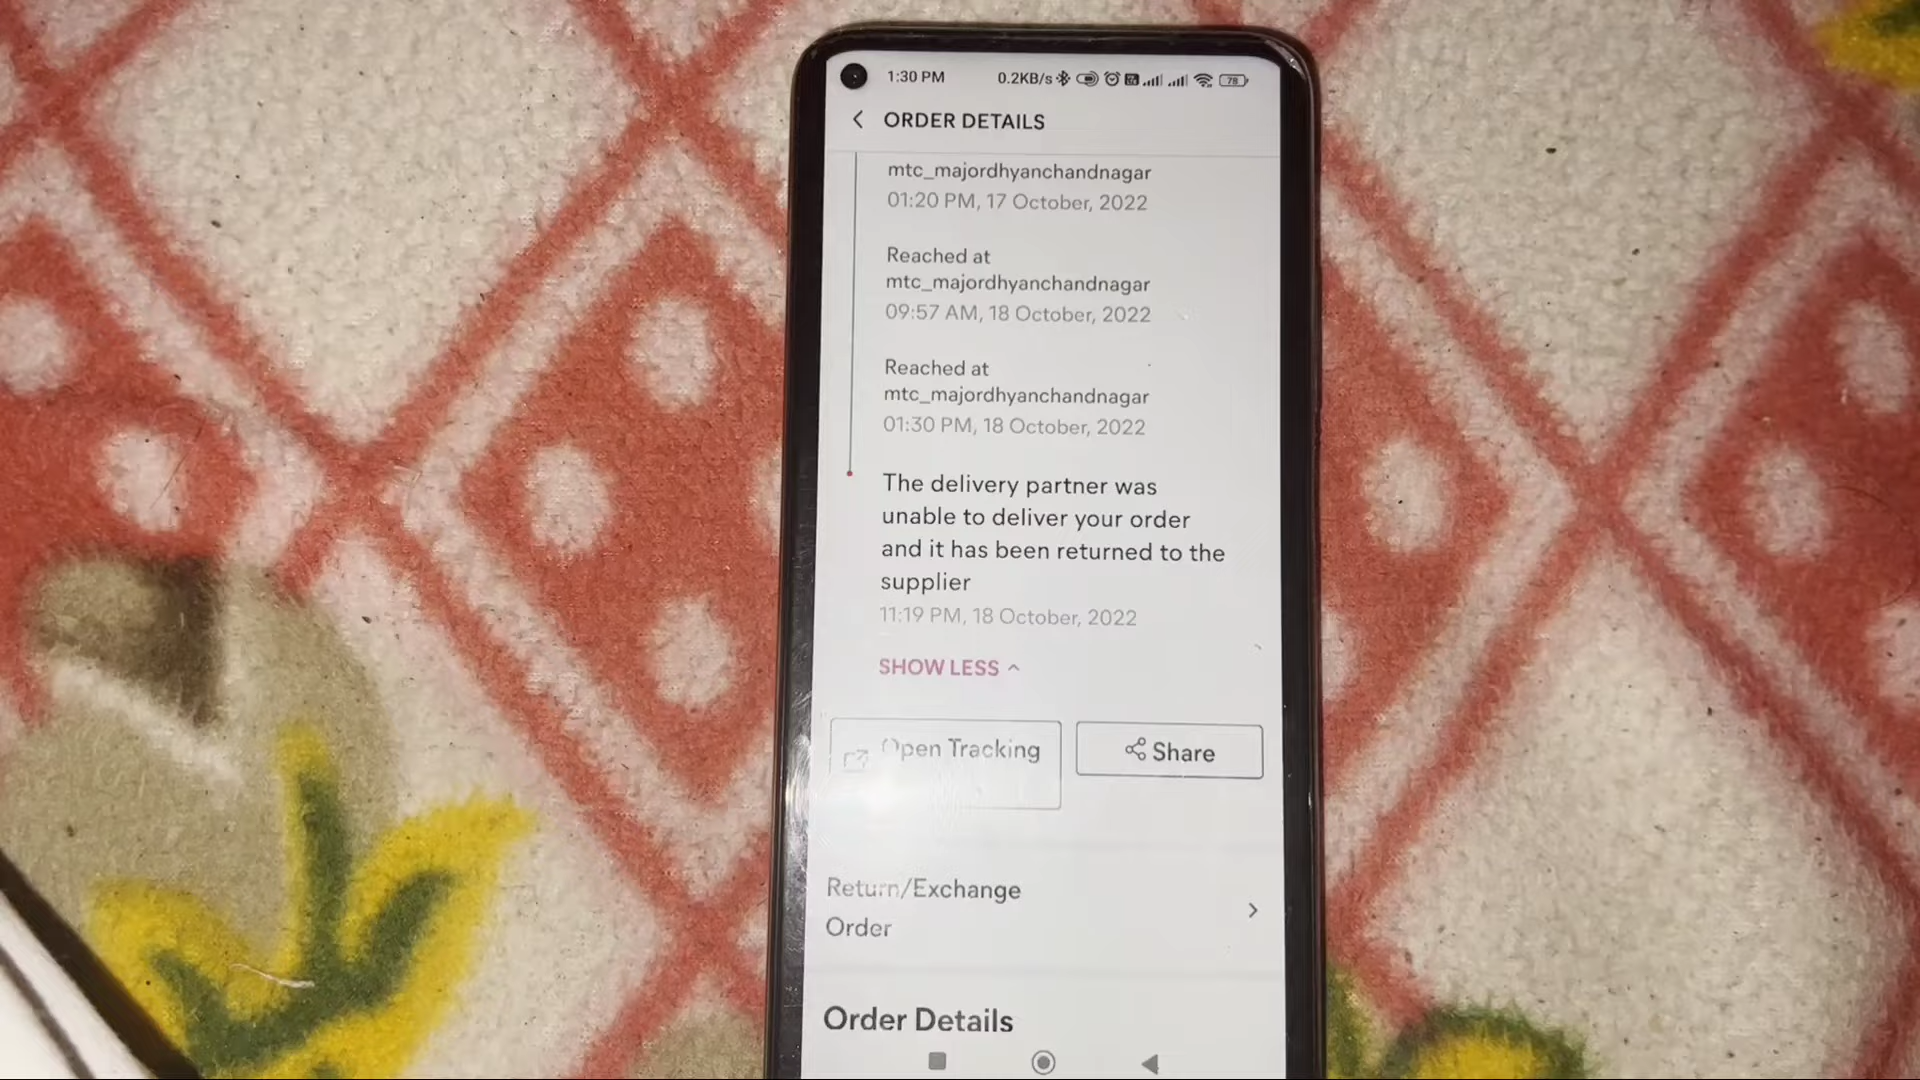 1:30 PM 0.2KB/s 78
ORDER DETAILS
mtc_majordhyanchandnagar
01:20 PM, 17 October, 2022
Reached at
mtc_majordhyanchandnagar
09:57 AM, 18 October, 2022
Reached at
mtc_majordhyanchandnagar
01:30 PM, 18 October, 2022
The delivery partner was
unable to deliver your order
and it has been returned to the
supplier
11:19 PM, 18 October, 2022
SHOW LESS
Open Tracking
Share
Return/Exchange
Order
Order Details